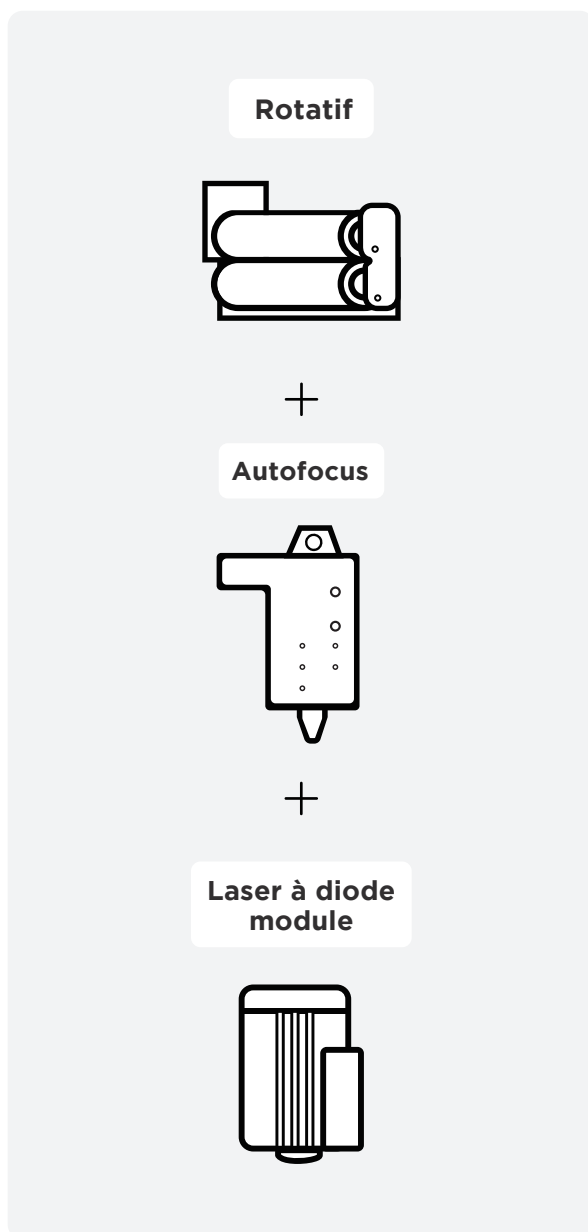 Rotatif
+
Autofocus
+
Laser à diode
module